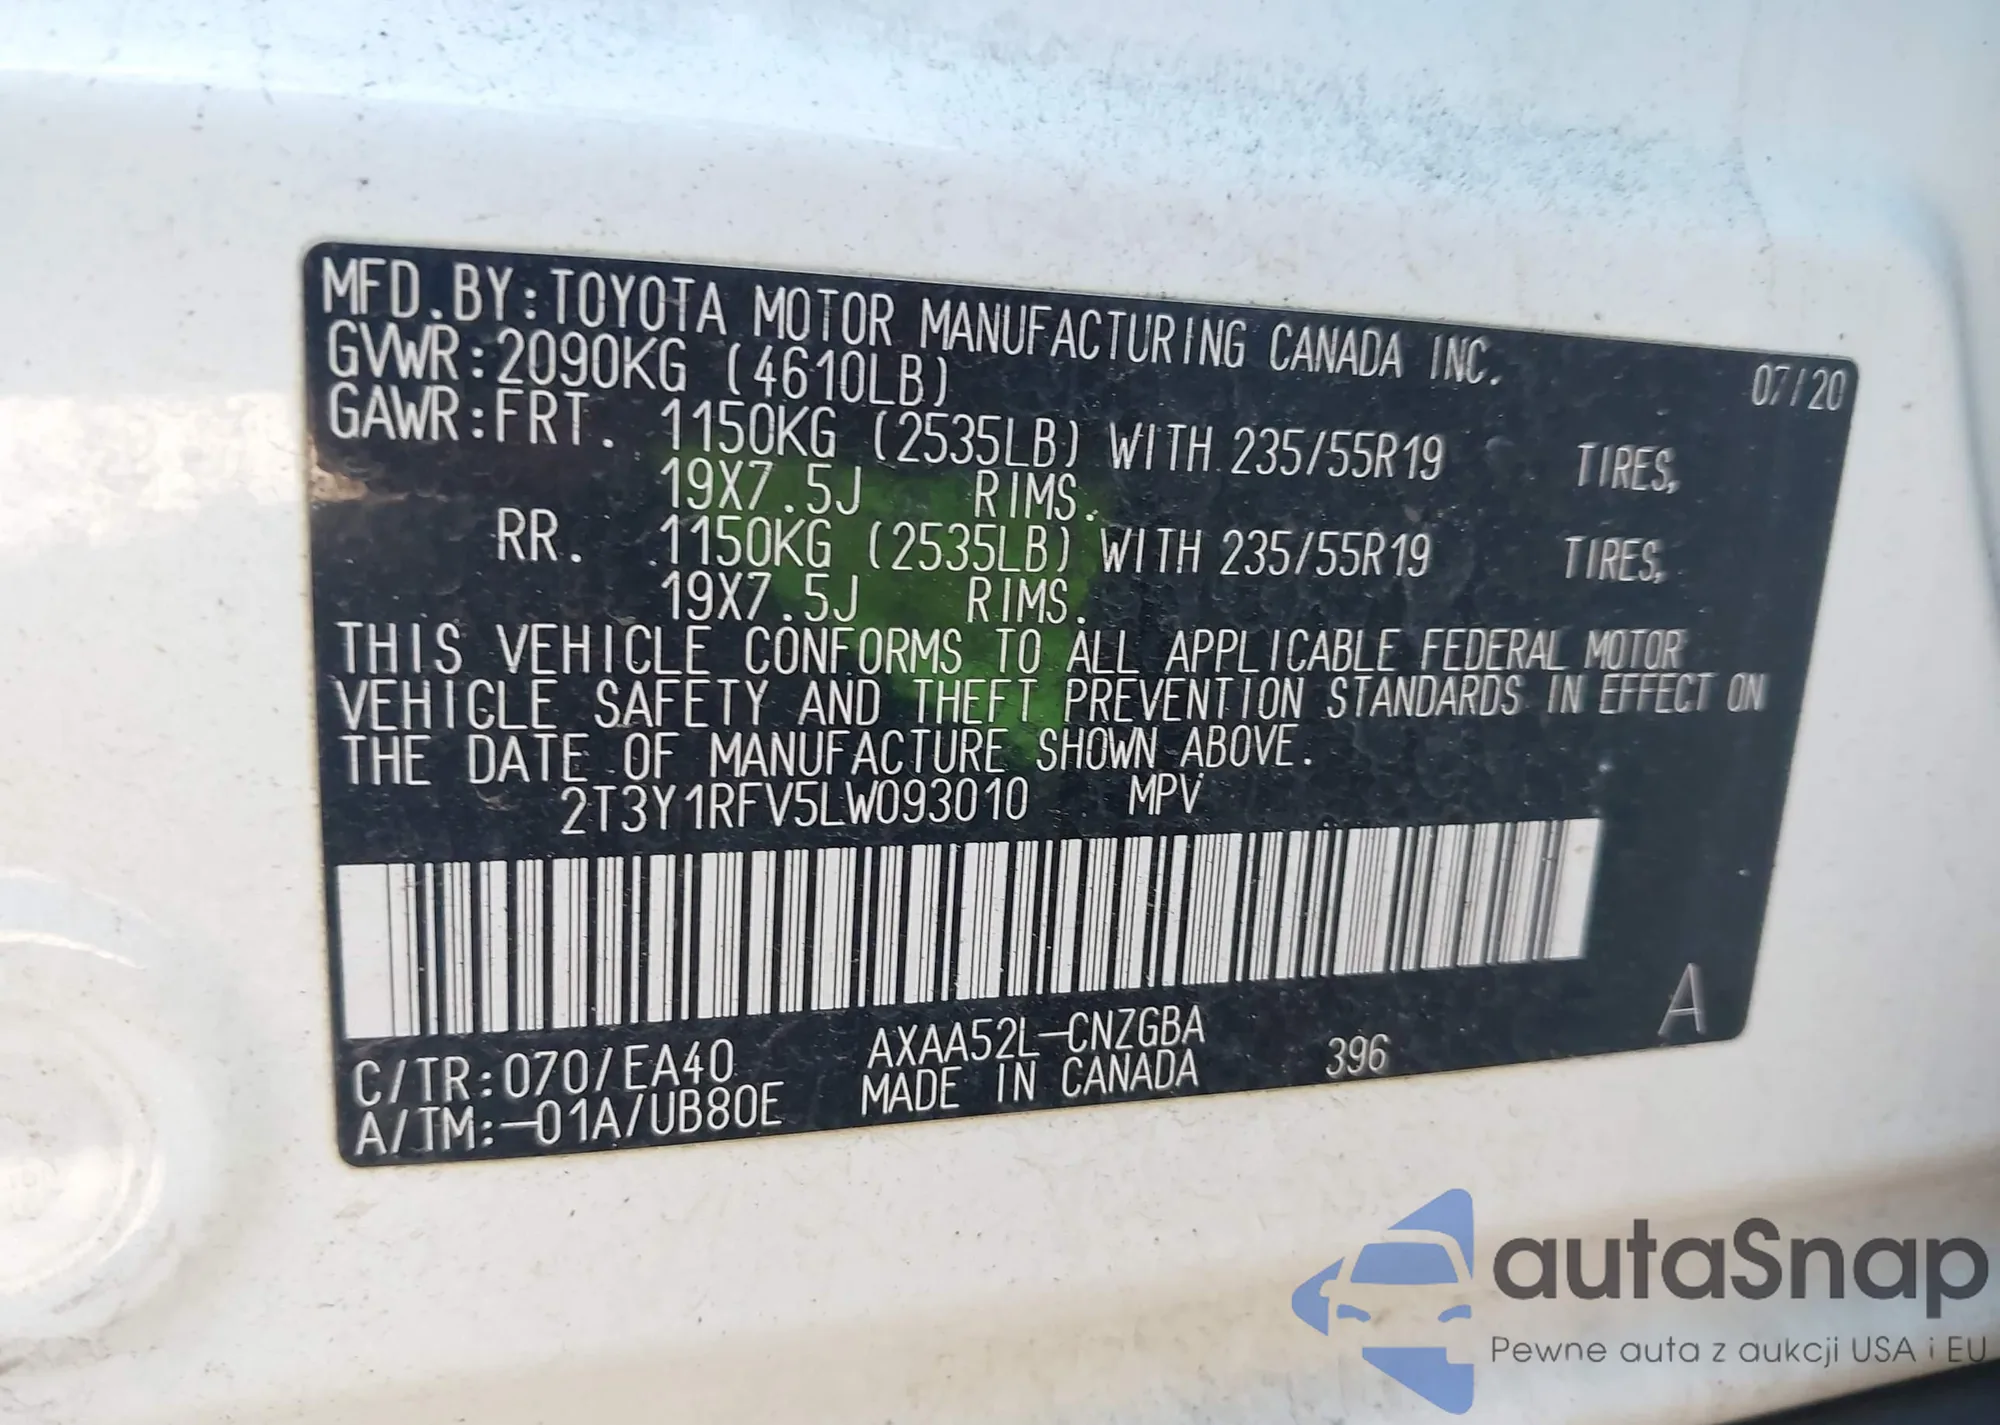 MFD.BY:TOYOTA MOTOR MANUFACTURING CANADA INC. 07/20
GVWR:2090KG (4610LB)
GAWR:FRT. 1150KG (2535LB) WITH 235/55R19 TIRES,
19X7.5J RIMS.
RR. 1150KG (2535LB) WITH 235/55R19 TIRES,
19X7.5J RIMS.
THIS VEHICLE CONFORMS TO ALL APPLICABLE FEDERAL MOTOR
VEHICLE SAFETY AND THEFT PREVENTION STANDARDS IN EFFECT ON
THE DATE OF MANUFACTURE SHOWN ABOVE.
2T3Y1RFV5LW093010 MPV
C/TR:070/EA40 AXAA52L-CNZGBA 396 A
A/TM:-01A/UB80E MADE IN CANADA
autaSnap
Pewne auta z aukcji USA i EU